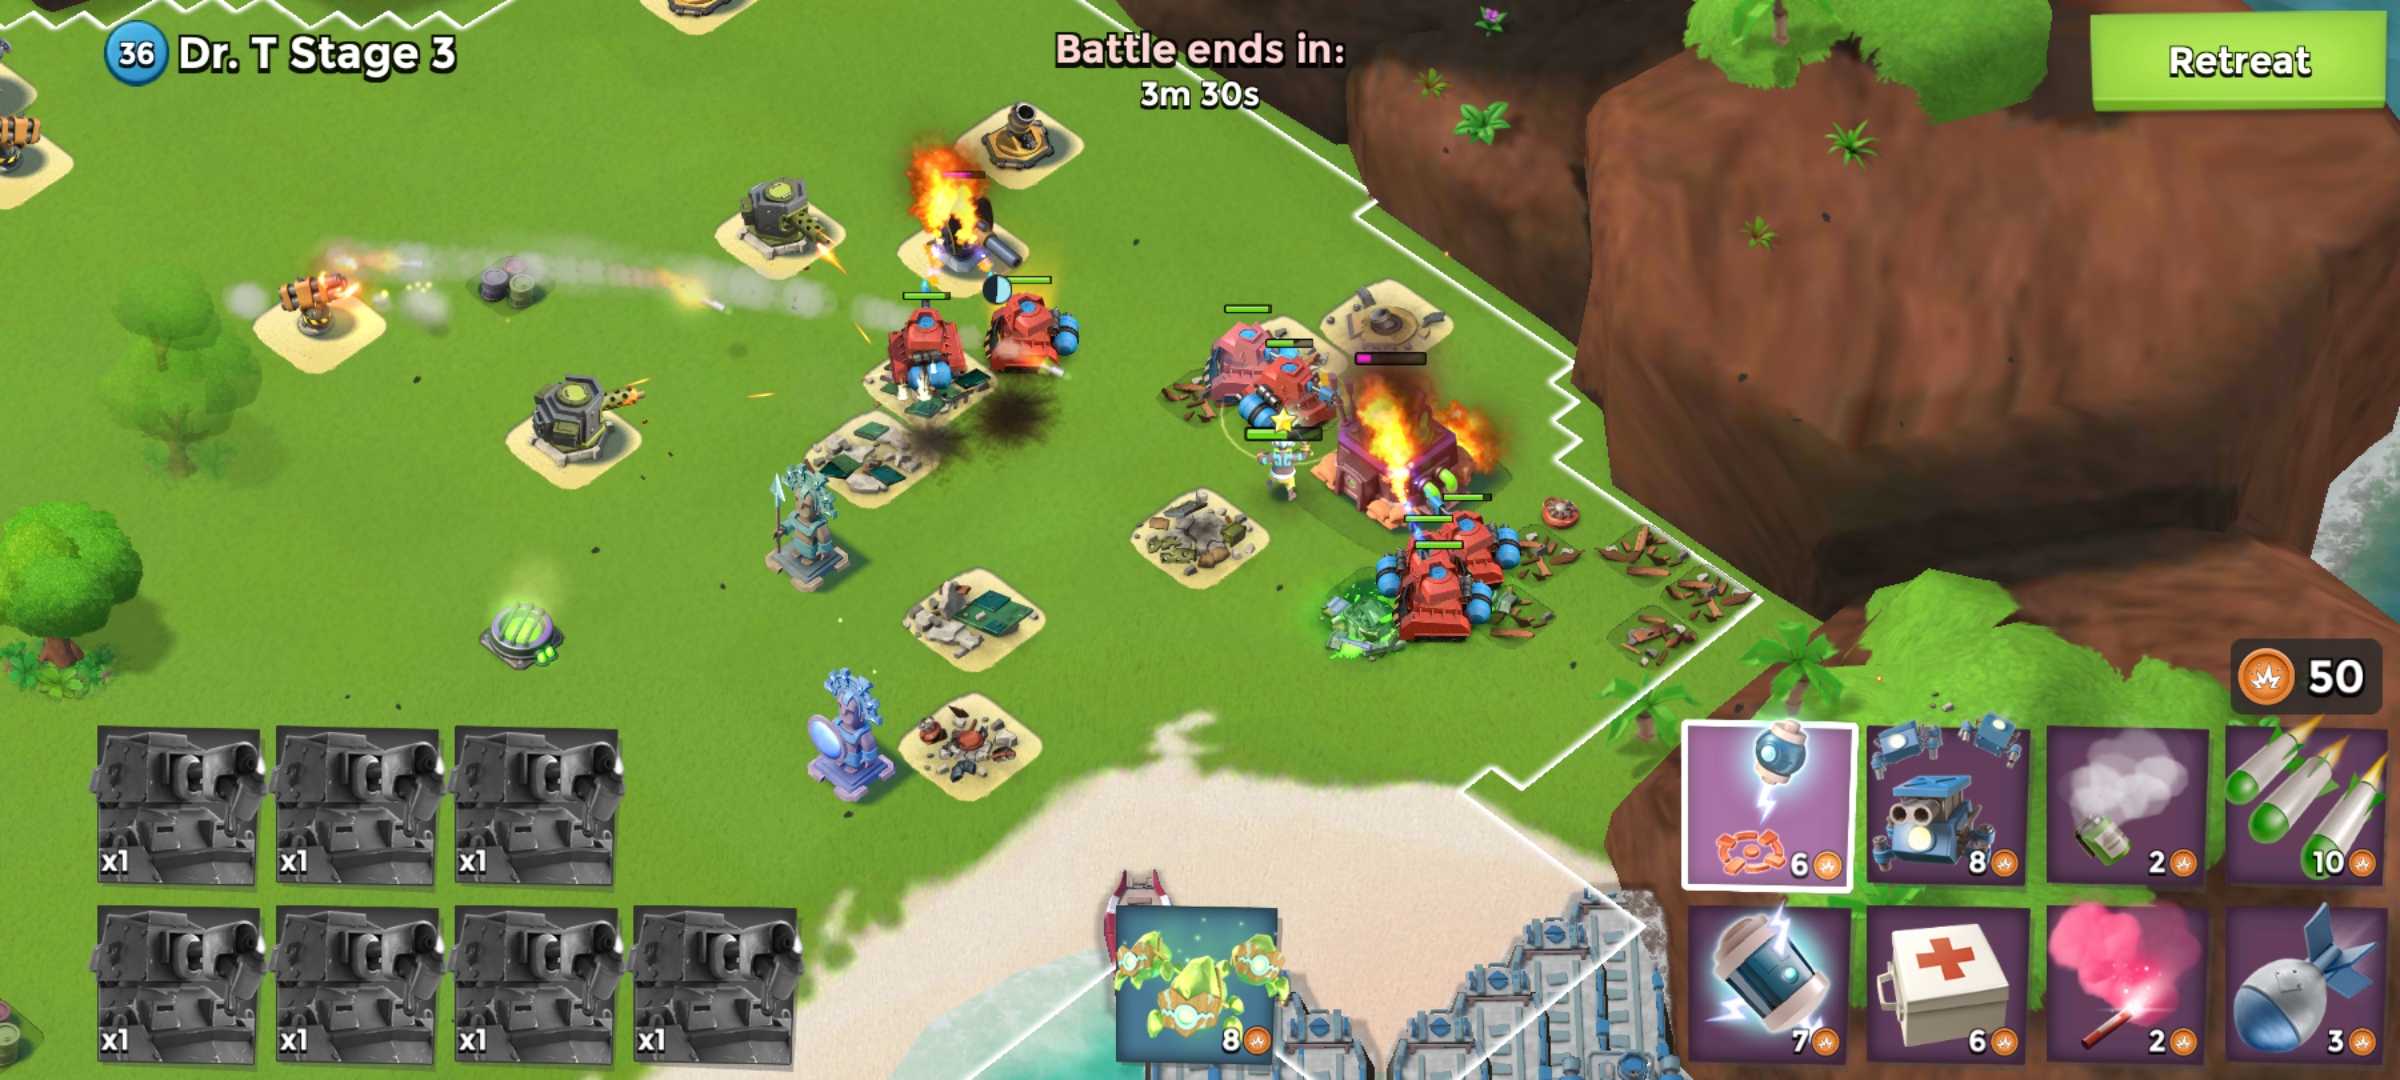 36 Dr. T Stage 3
Battle ends in:
3m 30s
Retreat
50
x1 x1 x1
6 8 2 10
x1 x1 x1 x1
8
7 6 2 3